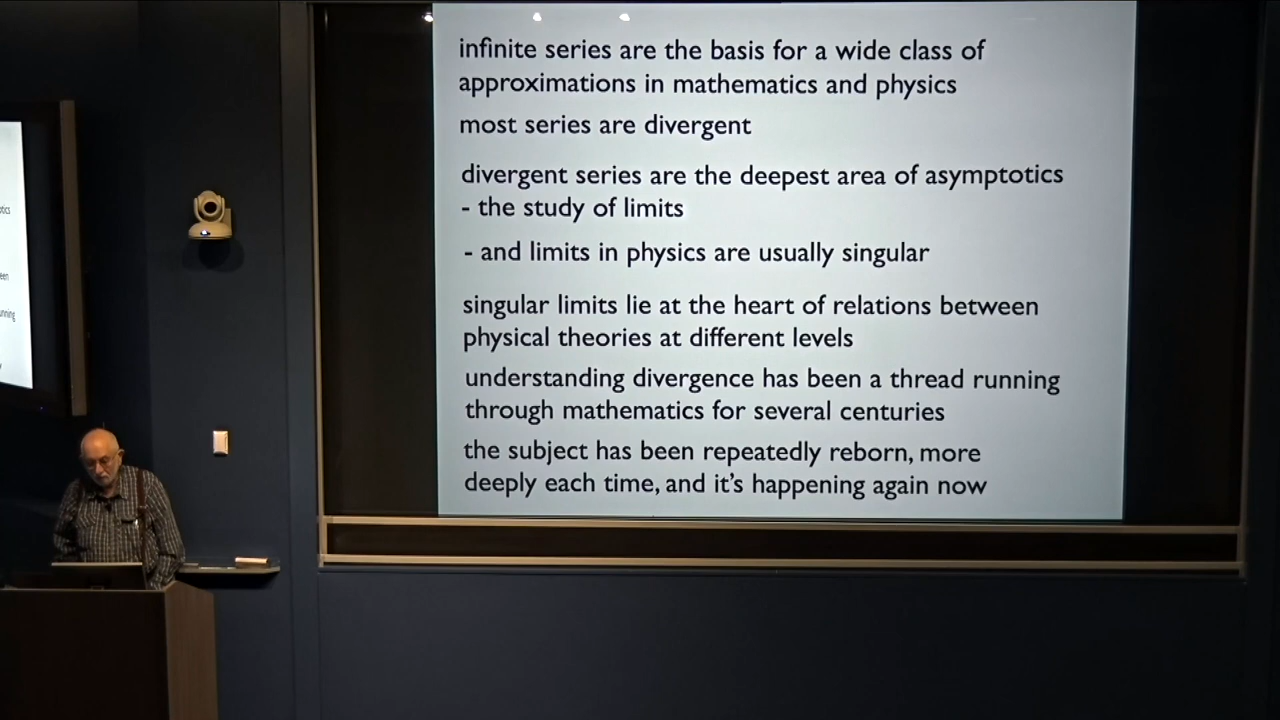 infinite series are the basis for a wide class of
approximations in mathematics and physics
most series are divergent
divergent series are the deepest area of asymptotics
- the study of limits
- and limits in physics are usually singular
singular limits lie at the heart of relations between
physical theories at different levels
understanding divergence has been a thread running
through mathematics for several centuries
the subject has been repeatedly reborn, more
deeply each time, and it's happening again now